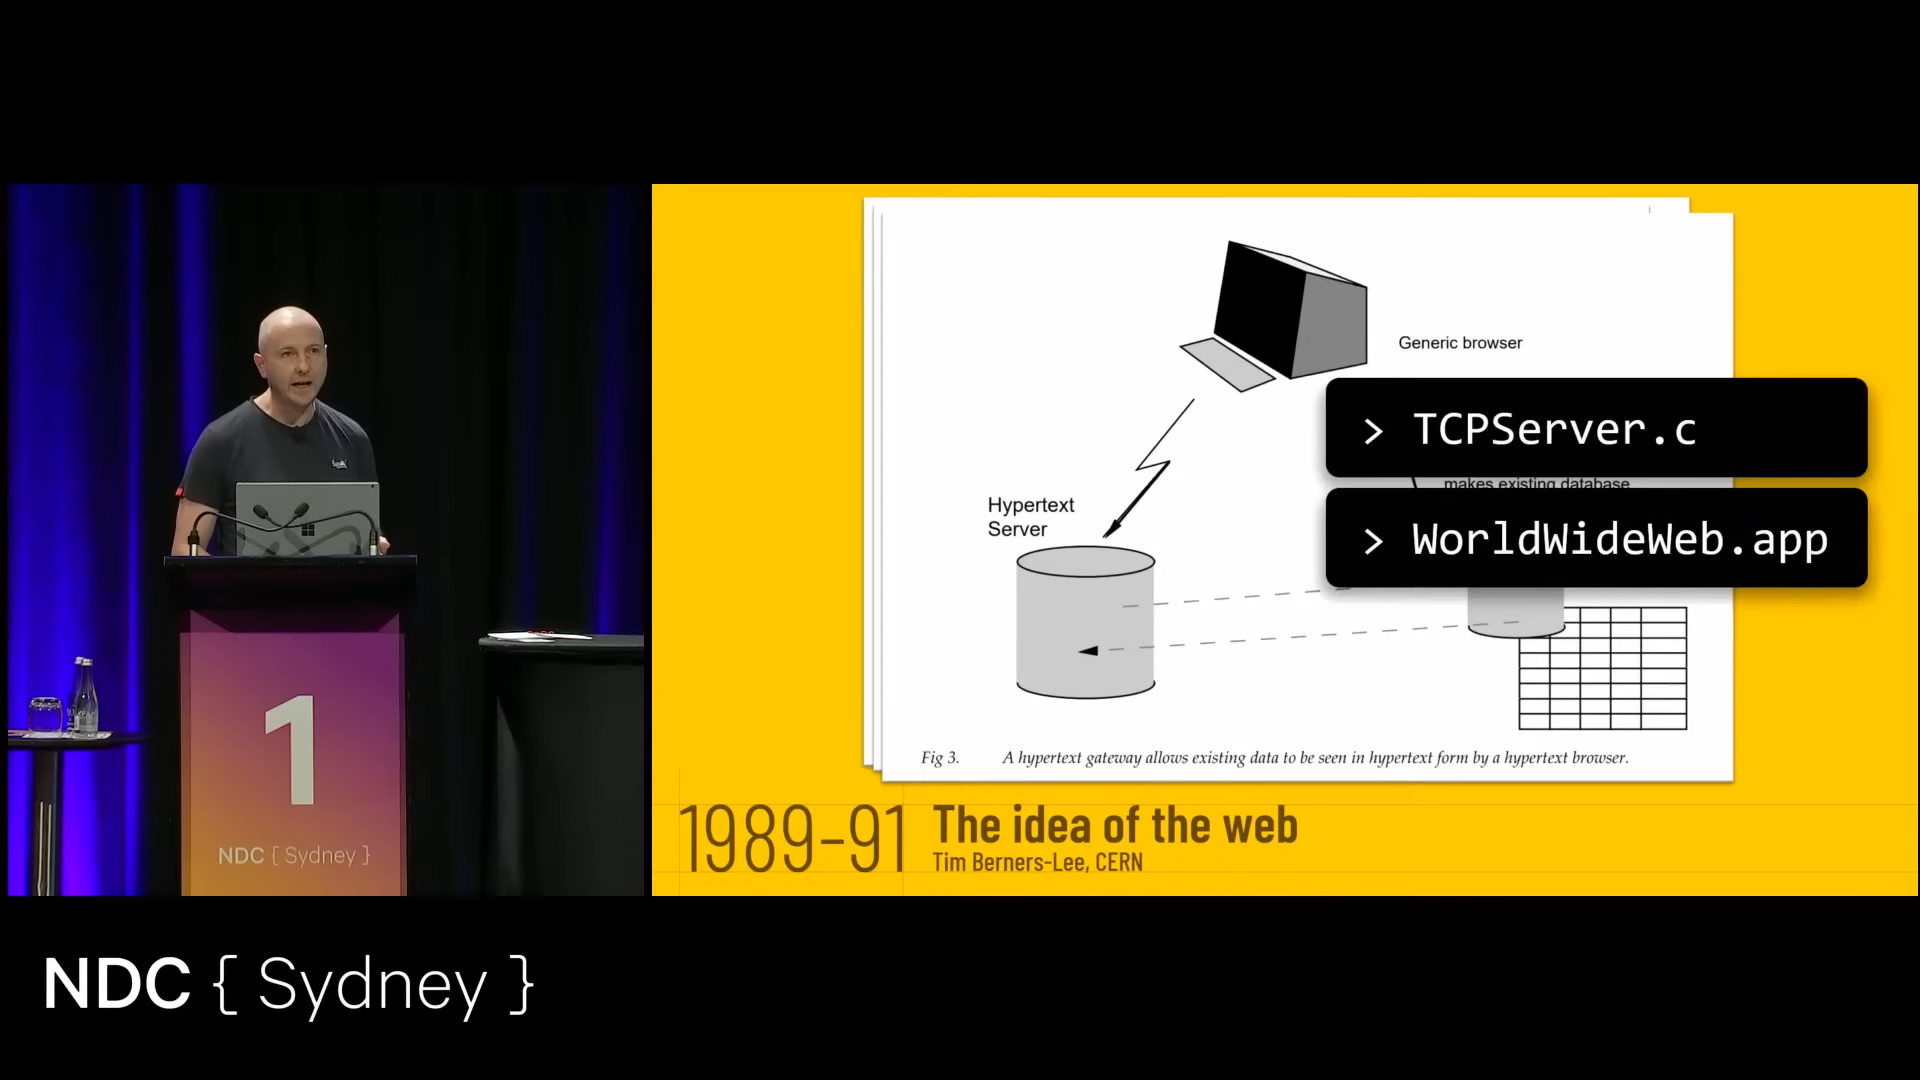 1
NDC { Sydney }
Generic browser
> TCPServer.c
makes existing database
> WorldWideWeb.app
Hypertext
Server
Fig 3. A hypertext gateway allows existing data to be seen in hypertext form by a hypertext browser.
1989–91
The idea of the web
Tim Berners-Lee, CERN
NDC { Sydney }